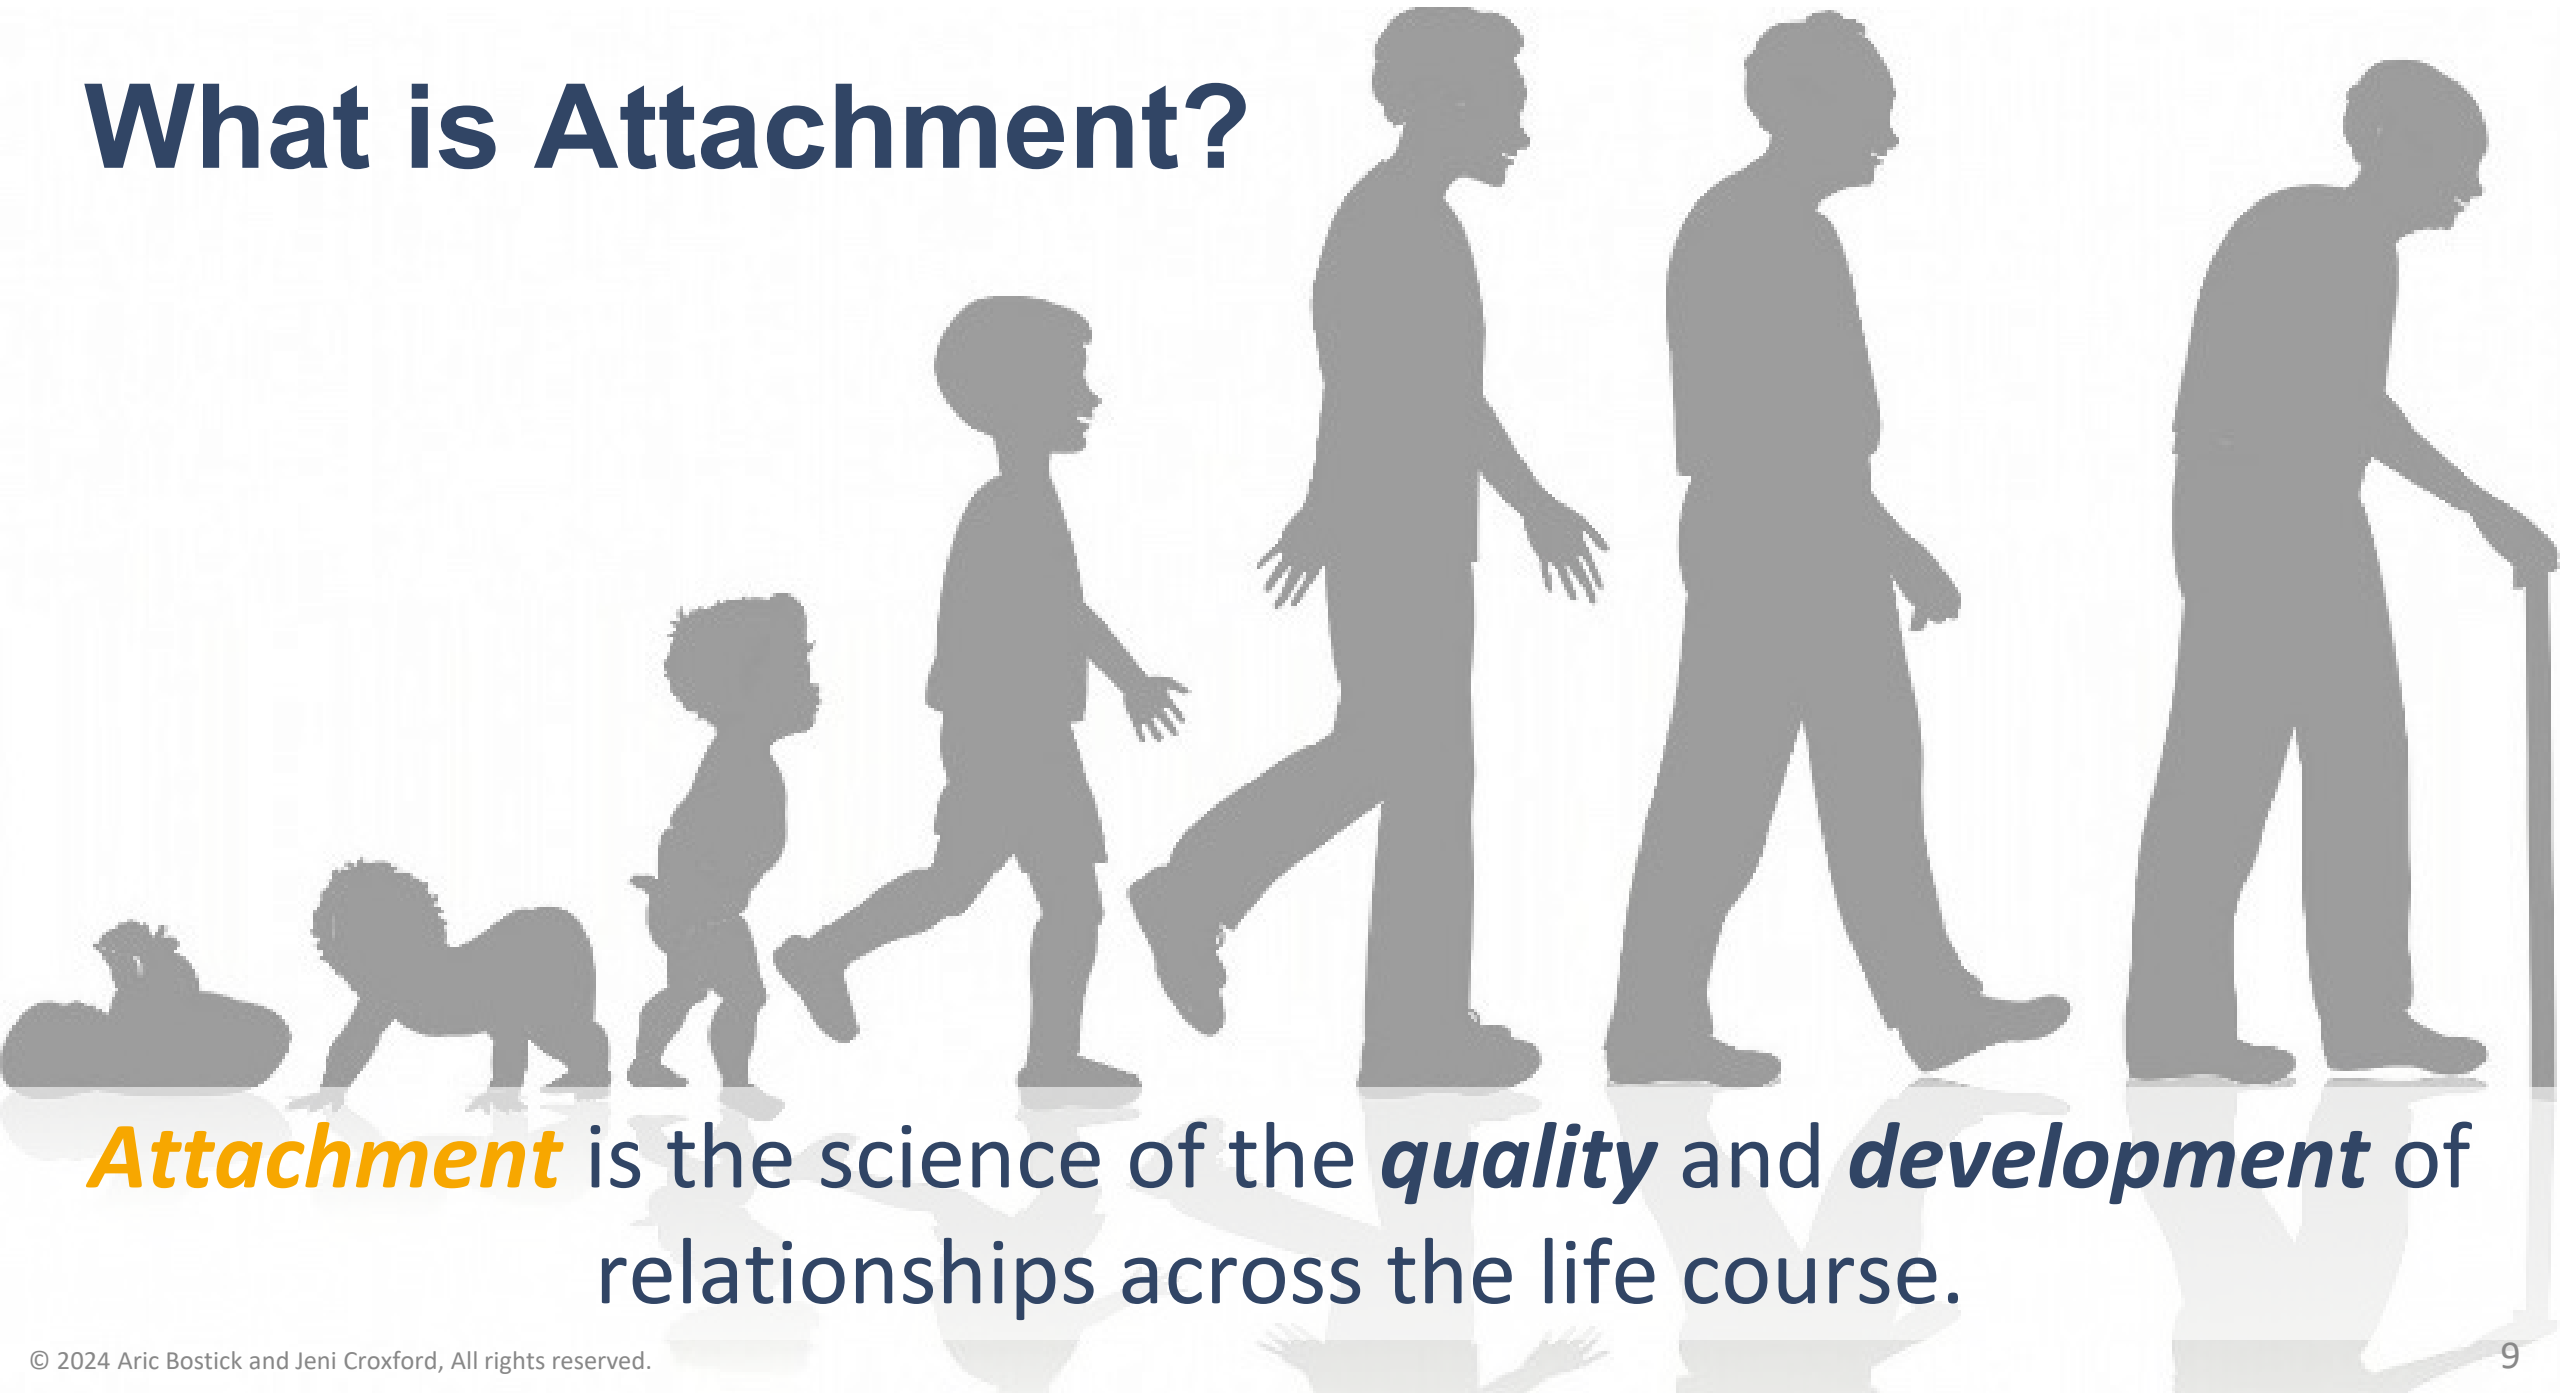 What is Attachment?
Attachment is the science of the quality and development of
relationships across the life course.
© 2024 Aric Bostick and Jeni Croxford, All rights reserved.
9